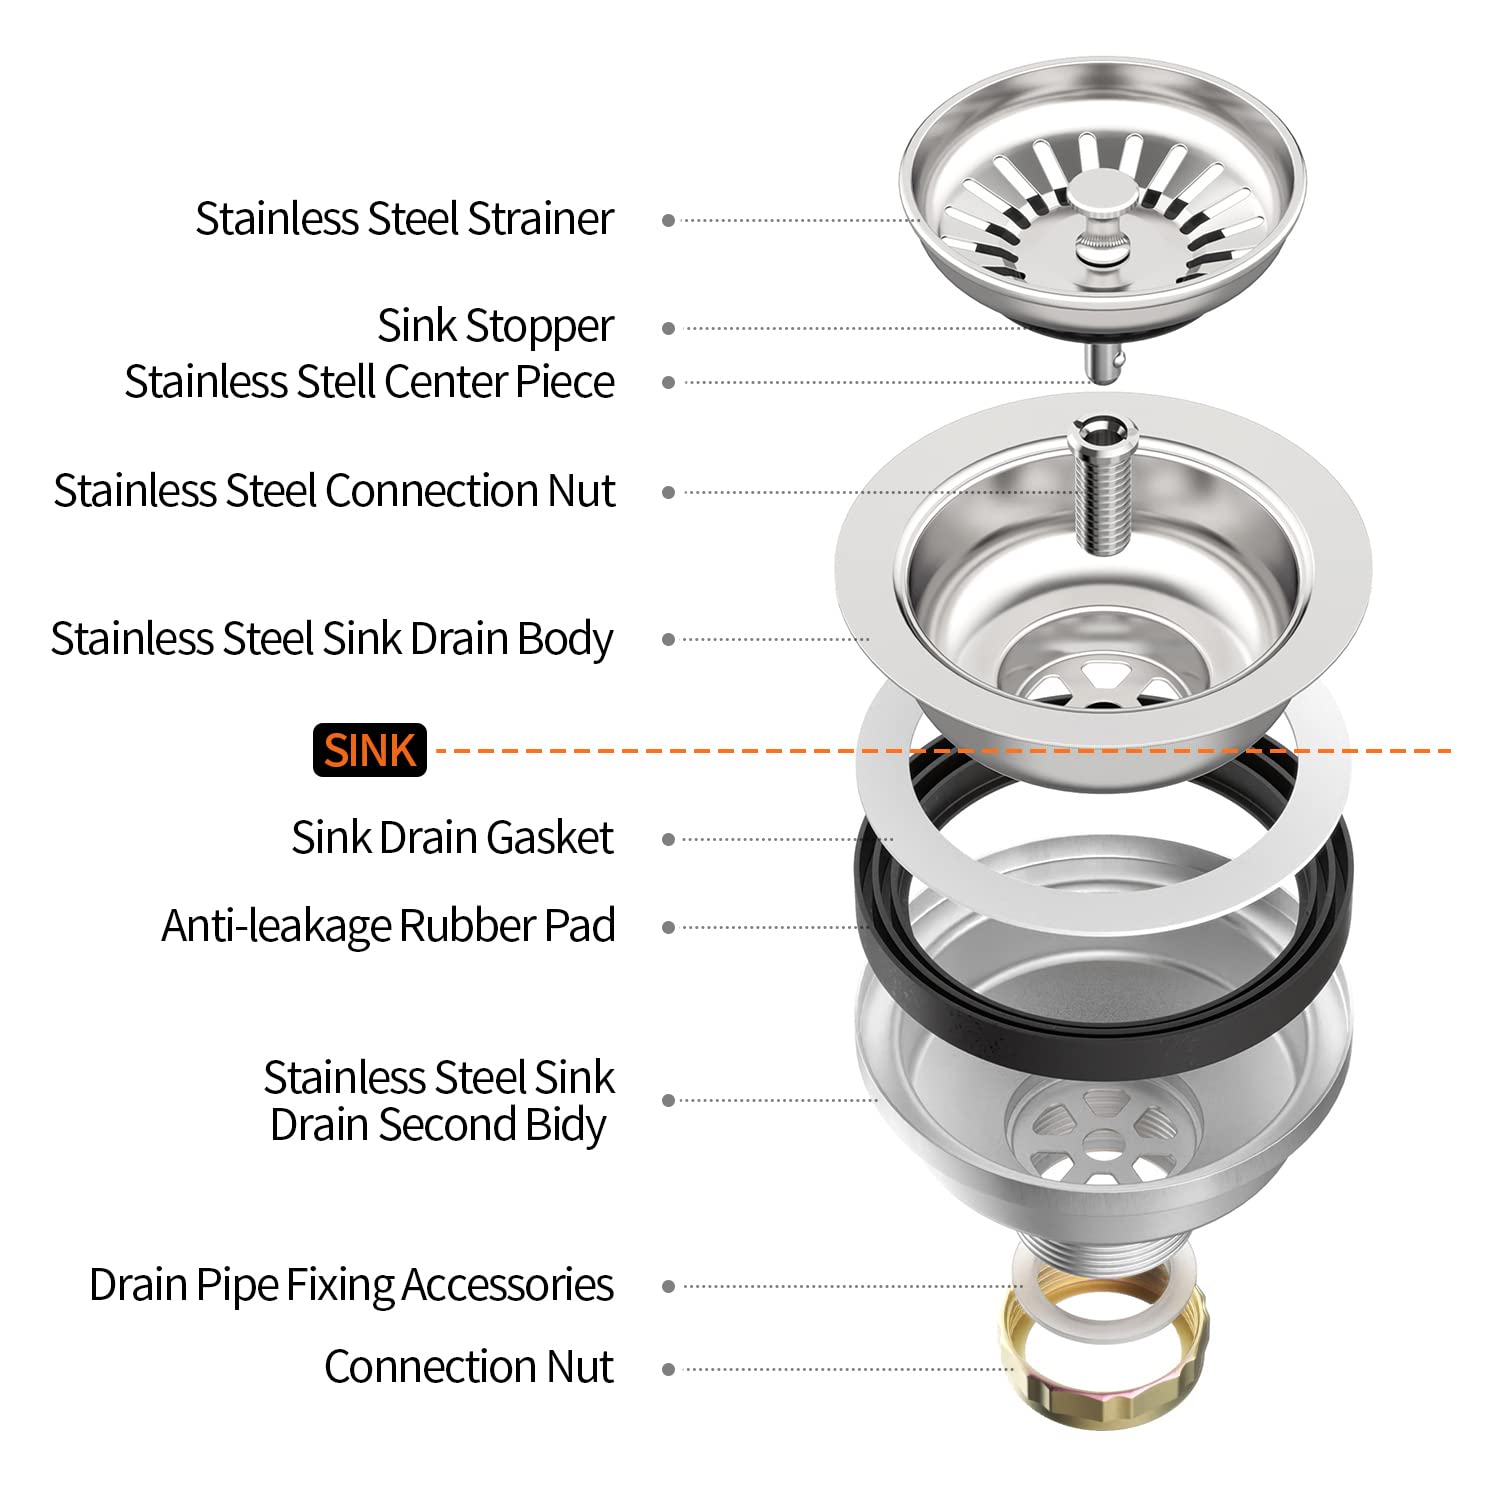 Stainless Steel Strainer
Sink Stopper
Stainless Stell Center Piece
Stainless Steel Connection Nut
Stainless Steel Sink Drain Body
SINK
Sink Drain Gasket
Anti-leakage Rubber Pad
Stainless Steel Sink
Drain Second Bidy
Drain Pipe Fixing Accessories
Connection Nut